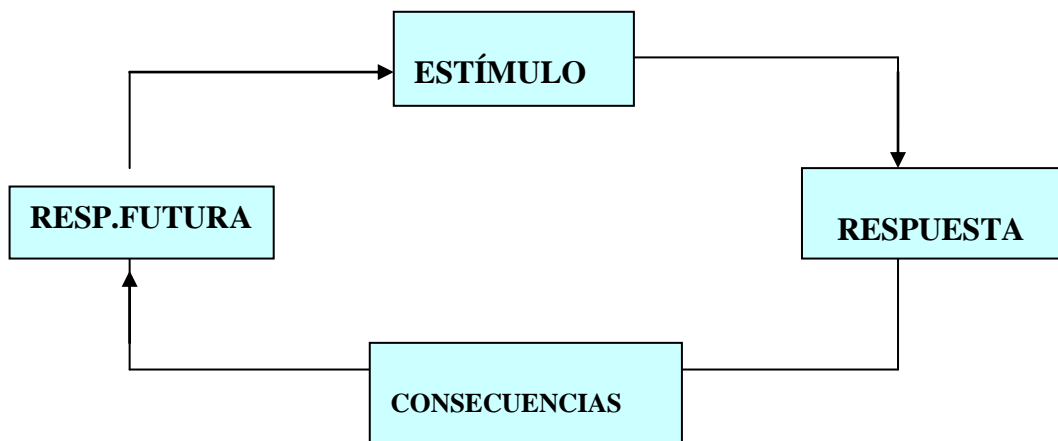 ESTÍMULO
RESP.FUTURA
RESPUESTA
CONSECUENCIAS